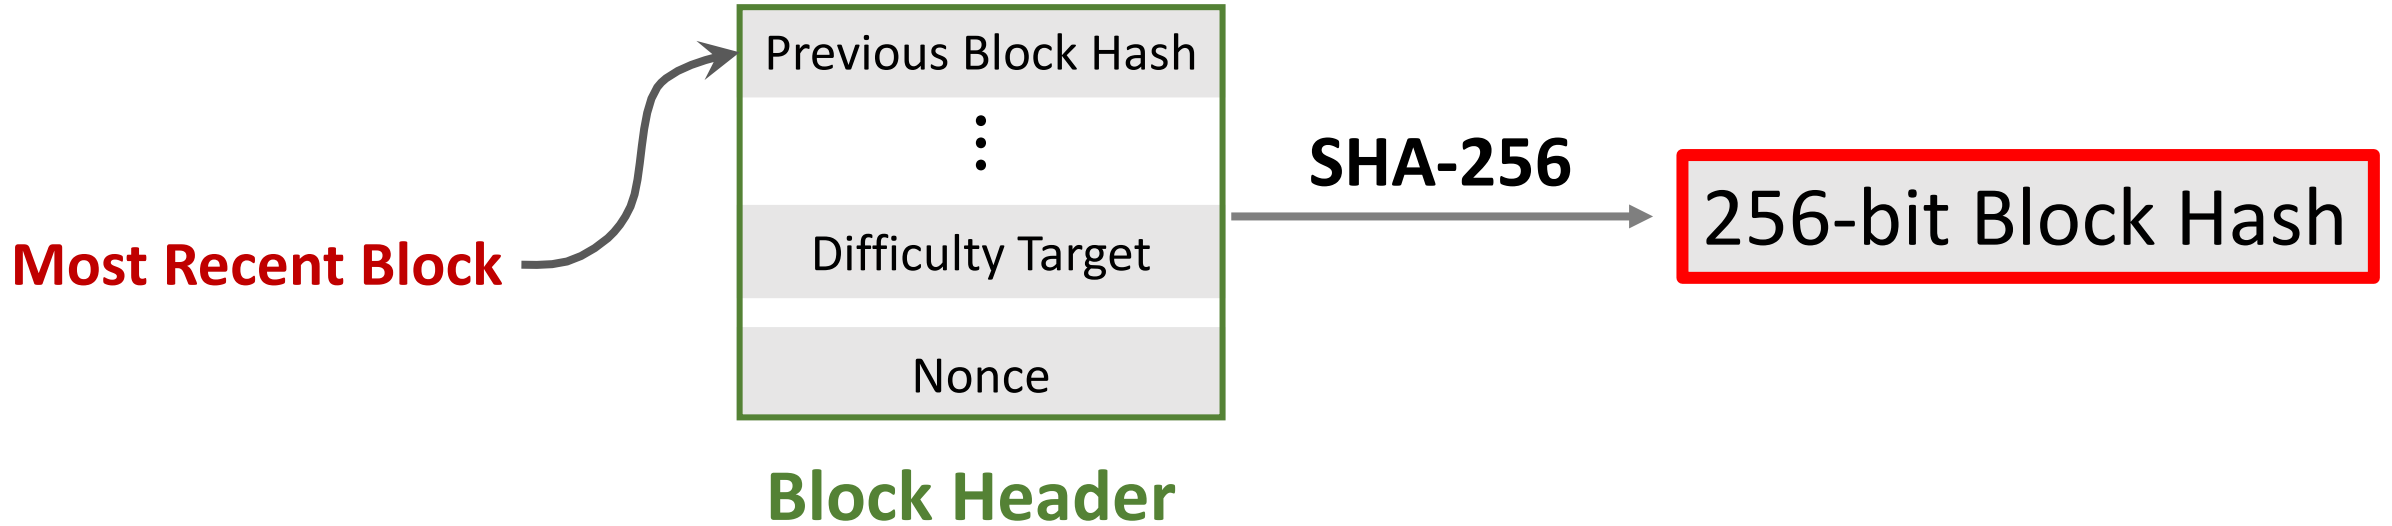 Previous Block Hash
SHA-256
256-bit Block Hash
Most Recent Block
Difficulty Target
Nonce
Block Header